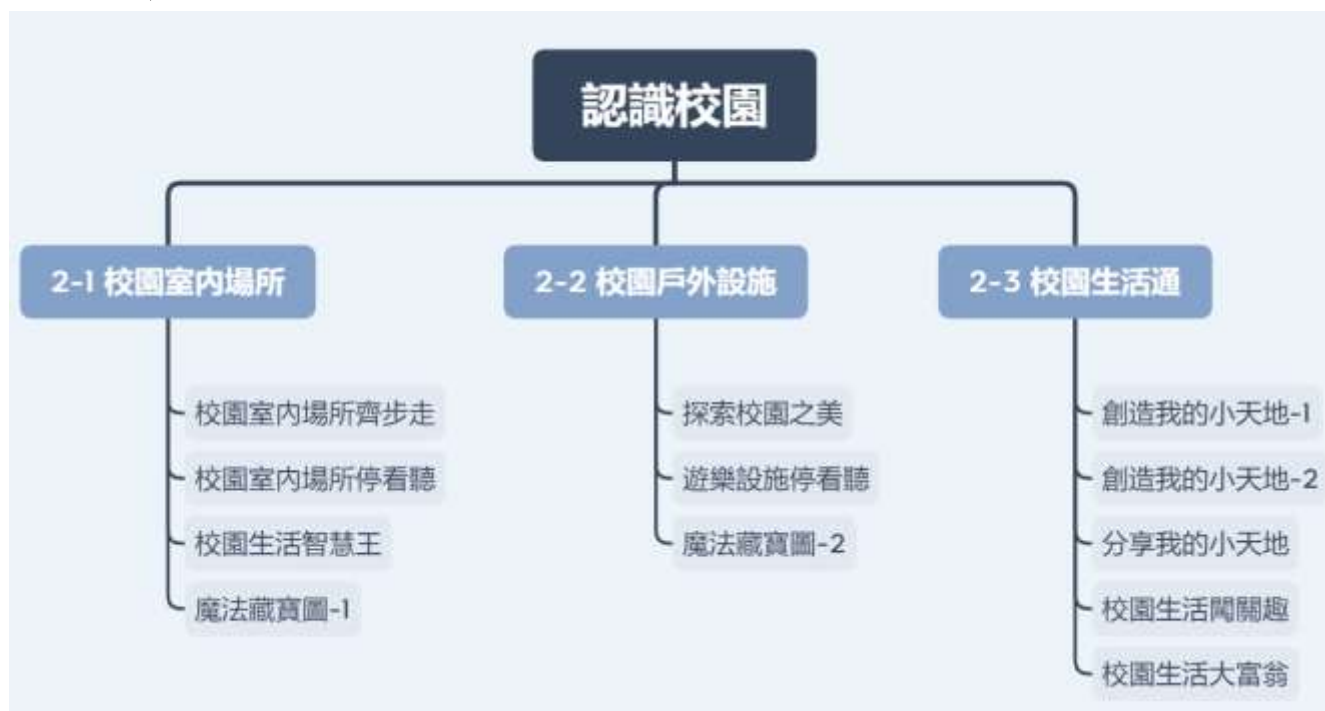 認識校園
2-1 校園室內場所
校園室內場所齊步走
校園室內場所停看聽
校園生活智慧王
魔法藏寶圖-1
2-2 校園戶外設施
探索校園之美
遊樂設施停看聽
魔法藏寶圖-2
2-3 校園生活通
創造我的小天地-1
創造我的小天地-2
分享我的小天地
校園生活闖關趣
校園生活大富翁